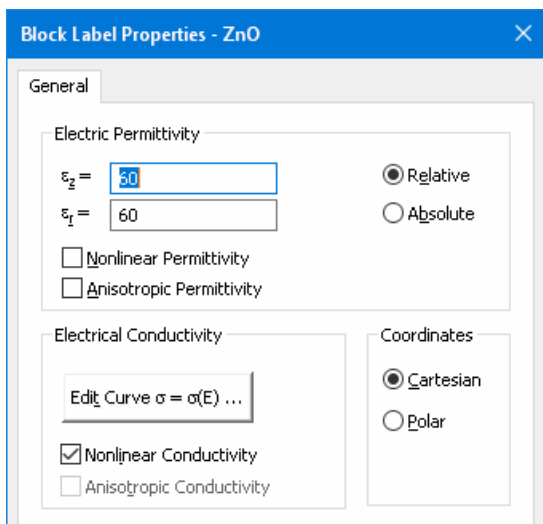 Block Label Properties - ZnO
General
Electric Permittivity
εz = 60
Relative
εr = 60
Absolute
Nonlinear Permittivity
Anisotropic Permittivity
Electrical Conductivity
Coordinates
Edit Curve σ = σ(E) ...
Cartesian
Polar
Nonlinear Conductivity
Anisotropic Conductivity